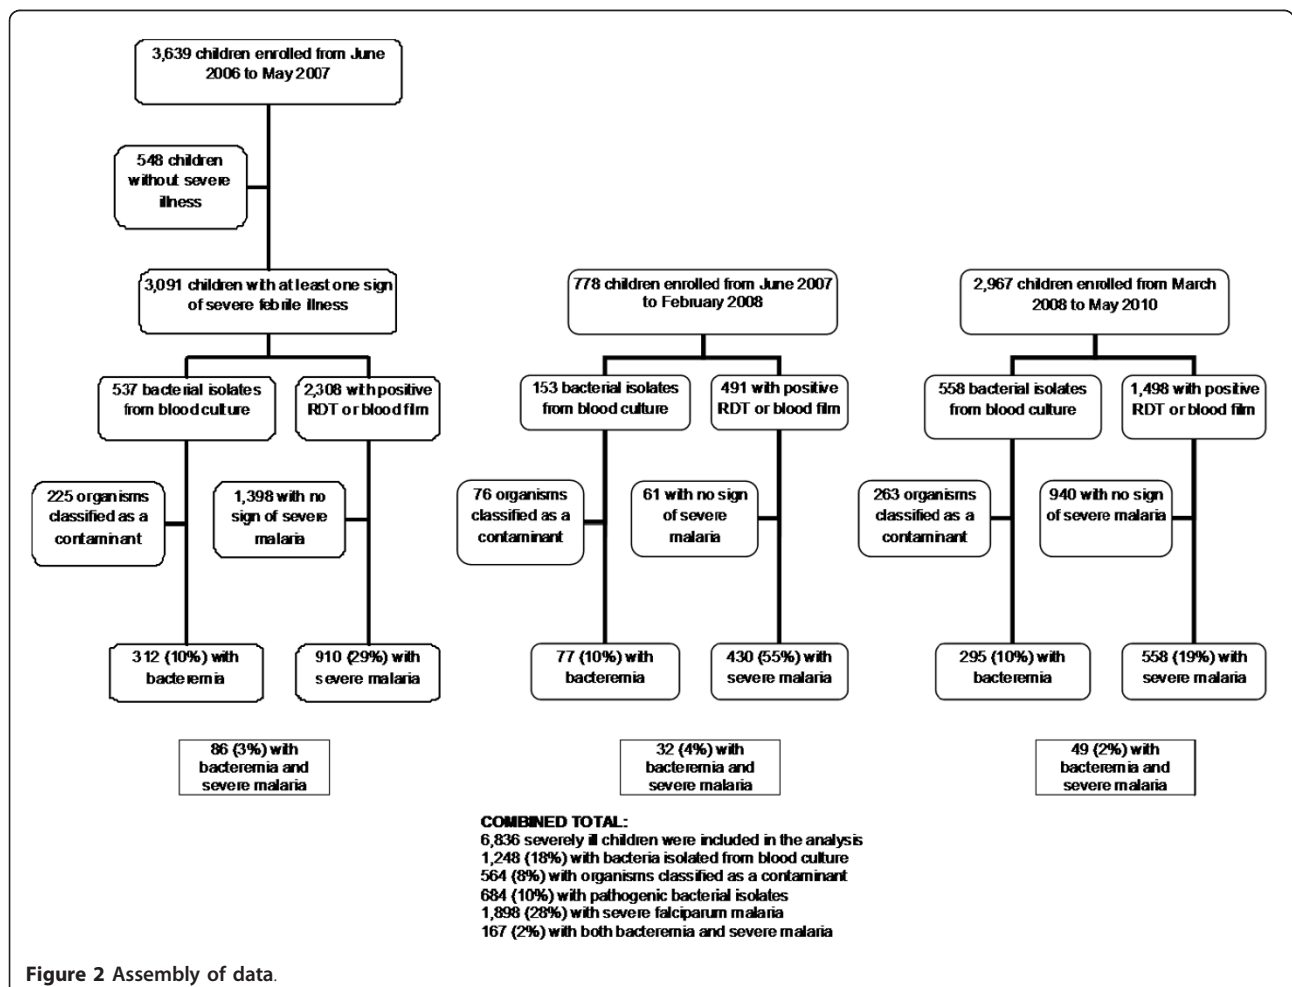 3,639 children enrolled from June
2006 to May 2007
548 children
without severe
illness
3,091 children with at least one sign
of severe febrile illness
537 bacterial isolates
from blood culture
2,308 with positive
RDT or blood film
225 organisms
classified as a
contaminant
1,398 with no
sign of severe
malaria
312 (10%) with
bacteremia
910 (29%) with
severe malaria
86 (3%) with
bacteremia and
severe malaria
778 children enrolled from June 2007
to February 2008
153 bacterial isolates
from blood culture
491 with positive
RDT or blood film
76 organisms
classified as a
contaminant
61 with no sign
of severe
malaria
77 (10%) with
bacteremia
430 (55%) with
severe malaria
32 (4%) with
bacteremia and
severe malaria
2,967 children enrolled from March
2008 to May 2010
558 bacterial isolates
from blood culture
1,498 with positive
RDT or blood film
263 organisms
classified as a
contaminant
940 with no sign
of severe malaria
295 (10%) with
bacteremia
558 (19%) with
severe malaria
49 (2%) with
bacteremia and
severe malaria
COMBINED TOTAL:
6,836 severely ill children were included in the analysis
1,248 (18%) with bacteria isolated from blood culture
564 (8%) with organisms classified as a contaminant
684 (10%) with pathogenic bacterial isolates
1,898 (28%) with severe falciparum malaria
167 (2%) with both bacteremia and severe malaria
Figure 2 Assembly of data.